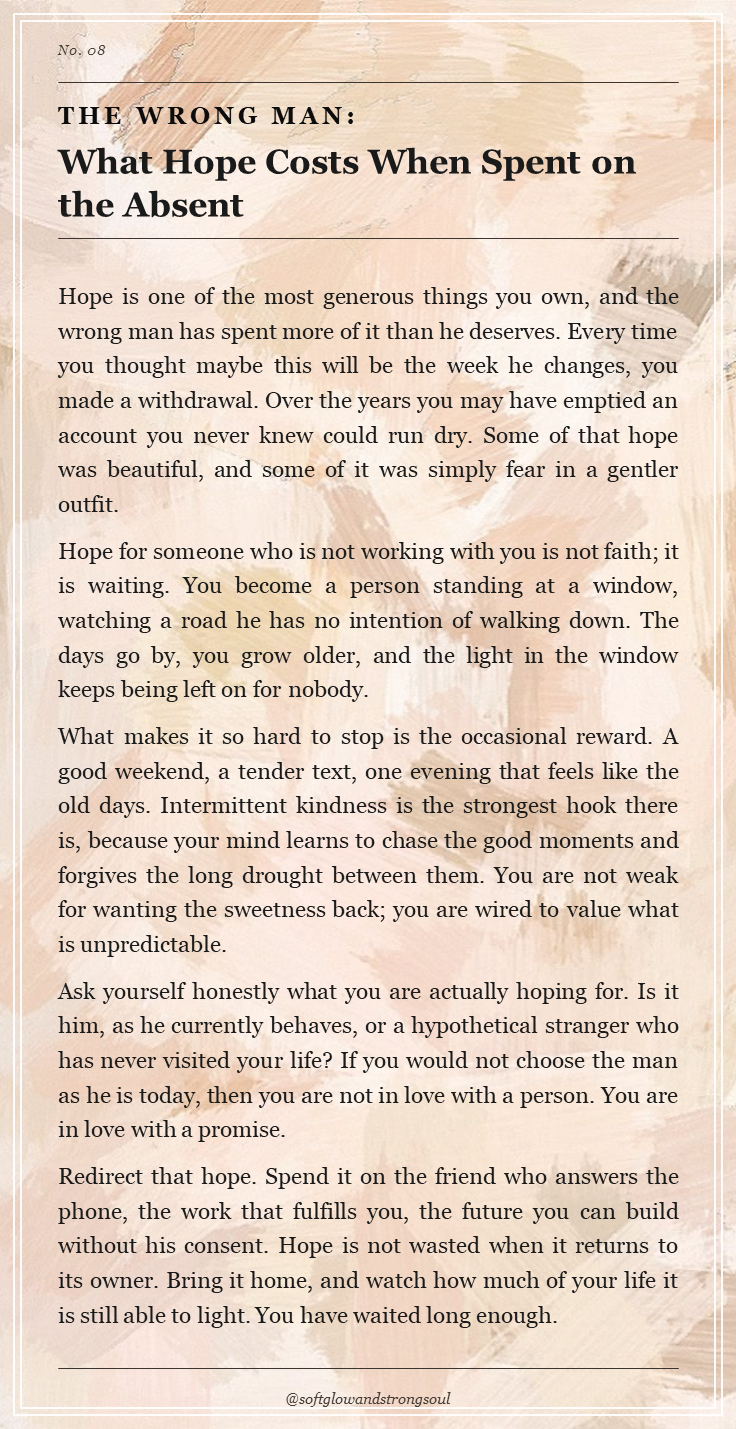 No. 08
THE WRONG MAN:
What Hope Costs When Spent on
the Absent
Hope is one of the most generous things you own, and the
wrong man has spent more of it than he deserves. Every time
you thought maybe this will be the week he changes, you
made a withdrawal. Over the years you may have emptied an
account you never knew could run dry. Some of that hope
was beautiful, and some of it was simply fear in a gentler
outfit.
Hope for someone who is not working with you is not faith; it
is waiting. You become a person standing at a window,
watching a road he has no intention of walking down. The
days go by, you grow older, and the light in the window
keeps being left on for nobody.
What makes it so hard to stop is the occasional reward. A
good weekend, a tender text, one evening that feels like the
old days. Intermittent kindness is the strongest hook there
is, because your mind learns to chase the good moments and
forgives the long drought between them. You are not weak
for wanting the sweetness back; you are wired to value what
is unpredictable.
Ask yourself honestly what you are actually hoping for. Is it
him, as he currently behaves, or a hypothetical stranger who
has never visited your life? If you would not choose the man
as he is today, then you are not in love with a person. You are
in love with a promise.
Redirect that hope. Spend it on the friend who answers the
phone, the work that fulfills you, the future you can build
without his consent. Hope is not wasted when it returns to
its owner. Bring it home, and watch how much of your life it
is still able to light. You have waited long enough.
@softglowandstrongsoul